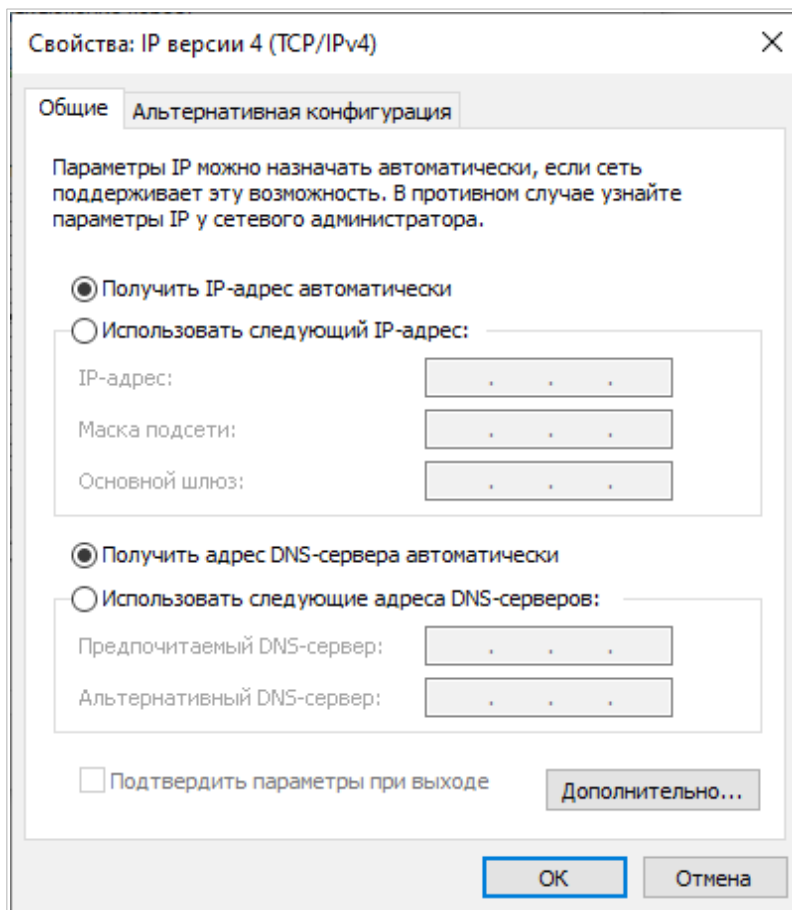 Свойства: IP версии 4 (TCP/IPv4)
Общие
Альтернативная конфигурация
Параметры IP можно назначать автоматически, если сеть
поддерживает эту возможность. В противном случае узнайте
параметры IP у сетевого администратора.
Получить IP-адрес автоматически
Использовать следующий IP-адрес:
IP-адрес:
Маска подсети:
Основной шлюз:
Получить адрес DNS-сервера автоматически
Использовать следующие адреса DNS-серверов:
Предпочитаемый DNS-сервер:
Альтернативный DNS-сервер:
Подтвердить параметры при выходе
Дополнительно...
ОК
Отмена